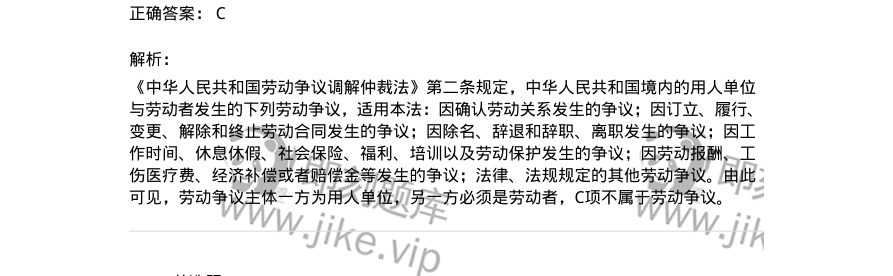 正确答案：C
解析：
《中华人民共和国劳动争议调解仲裁法》第二条规定，中华人民共和国境内的用人单位
与劳动者发生的下列劳动争议，适用本法：因确认劳动关系发生的争议；因订立、履行、
变更、解除和终止劳动合同发生的争议；因除名、辞退和辞职、离职发生的争议；因工
作时间、休息休假、社会保险、福利、培训以及劳动保护发生的争议；因劳动报酬、工
伤医疗费、经济补偿或者赔偿金等发生的争议；法律、法规规定的其他劳动争议。由此
可见，劳动争议主体一方为用人单位，另一方必须是劳动者，C项不属于劳动争议。
即刻题库
www.jike.vip
即刻
www.jik